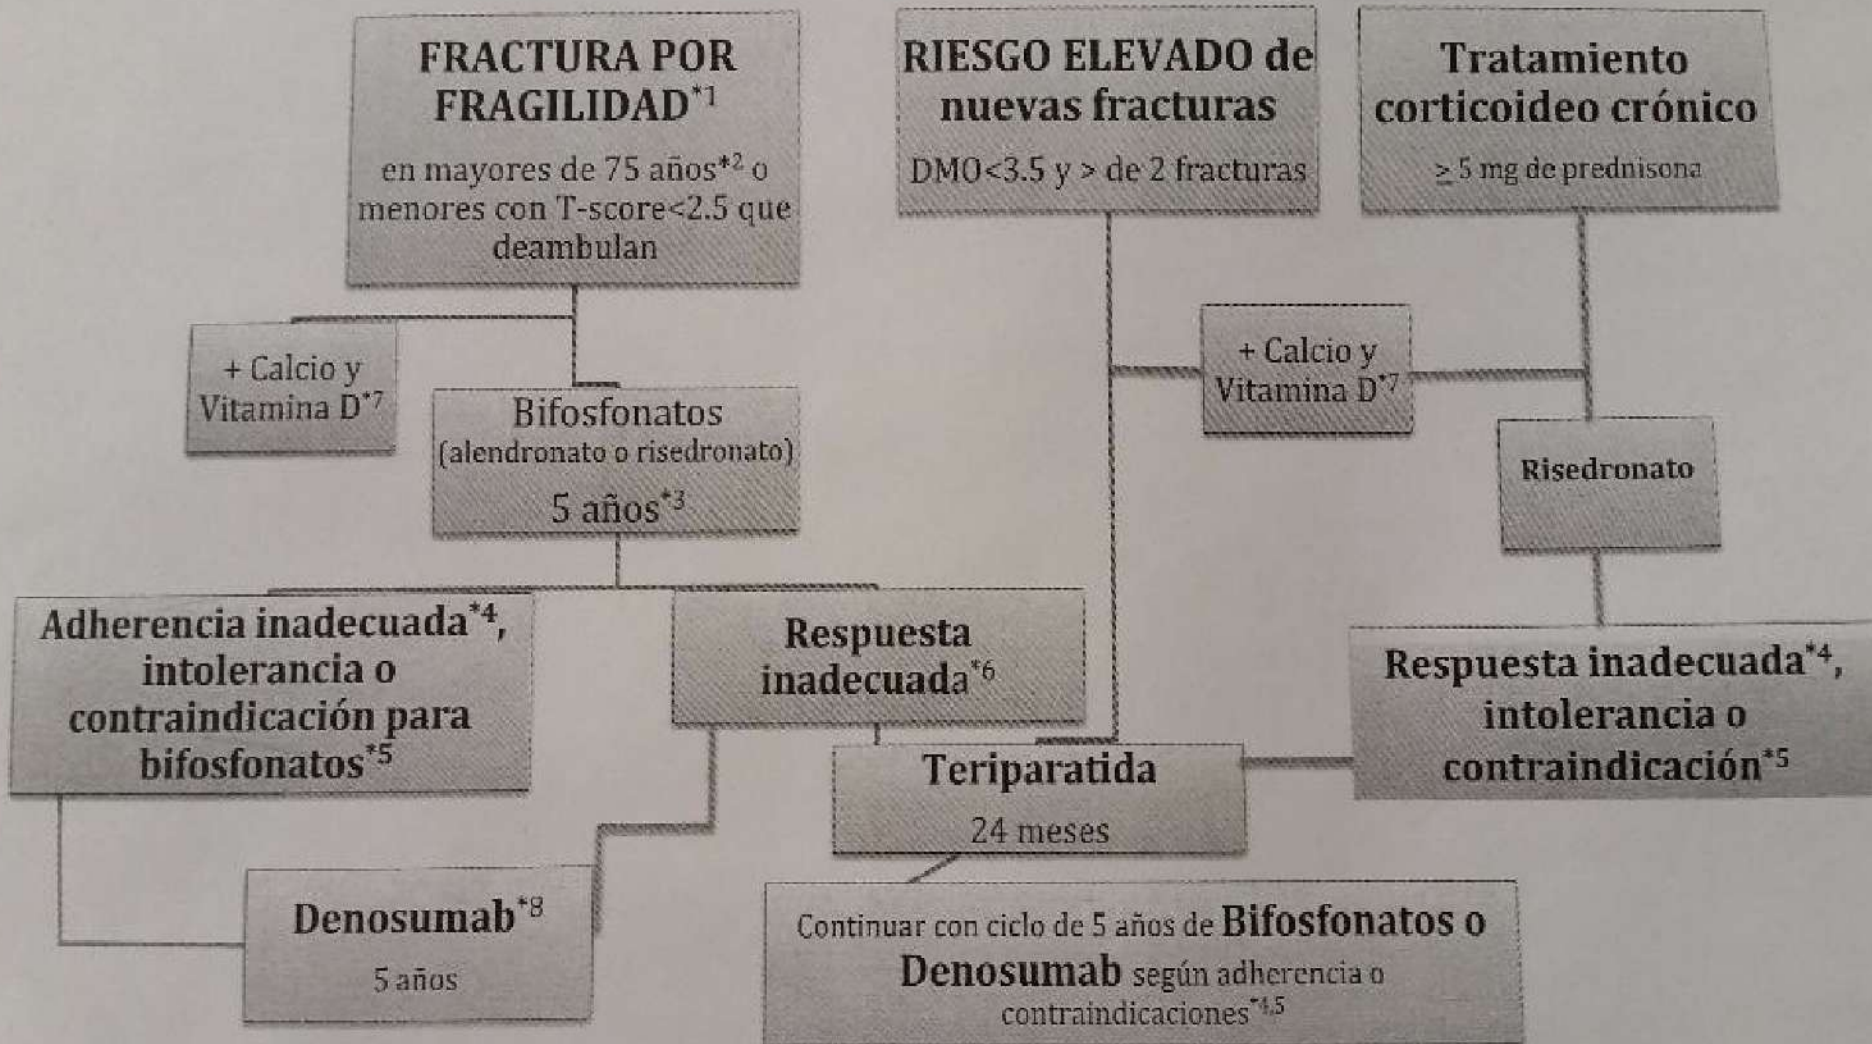 FRACTURA POR
FRAGILIDAD*1
en mayores de 75 años*2 o
menores con T-score<2.5 que
deambulan
RIESGO ELEVADO de
nuevas fracturas
DMO<3.5 y > de 2 fracturas
Tratamiento
corticoideo crónico
≥ 5 mg de prednisona
+ Calcio y
Vitamina D*7
Bifosfonatos
(alendronato o risedronato)
5 años*3
+ Calcio y
Vitamina D*7
Risedronato
Adherencia inadecuada*4,
intolerancia o
contraindicación para
bifosfonatos*5
Respuesta
inadecuada*6
Respuesta inadecuada*4,
intolerancia o
contraindicación*5
Teriparatida
24 meses
Denosumab*8
5 años
Continuar con ciclo de 5 años de Bifosfonatos o
Denosumab según adherencia o
contraindicaciones*4,5